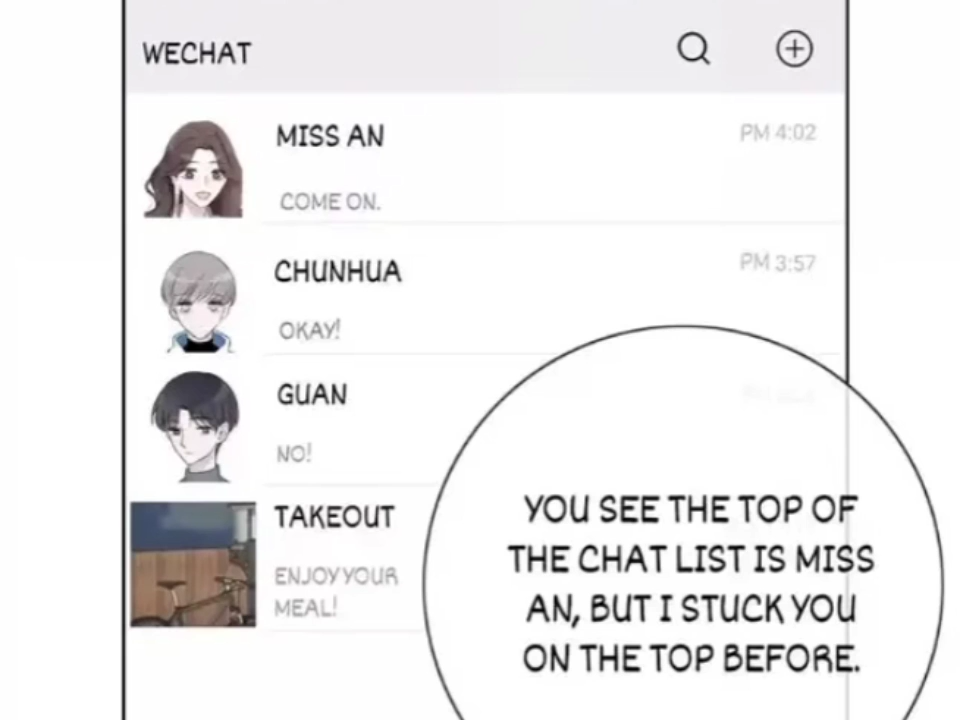 WECHAT
MISS AN
PM 4:02
COME ON.
CHUNHUA
PM 3:57
OKAY!
GUAN
NO!
TAKEOUT
ENJOY YOUR
MEAL!
YOU SEE THE TOP OF
THE CHAT LIST IS MISS
AN, BUT I STUCK YOU
ON THE TOP BEFORE.